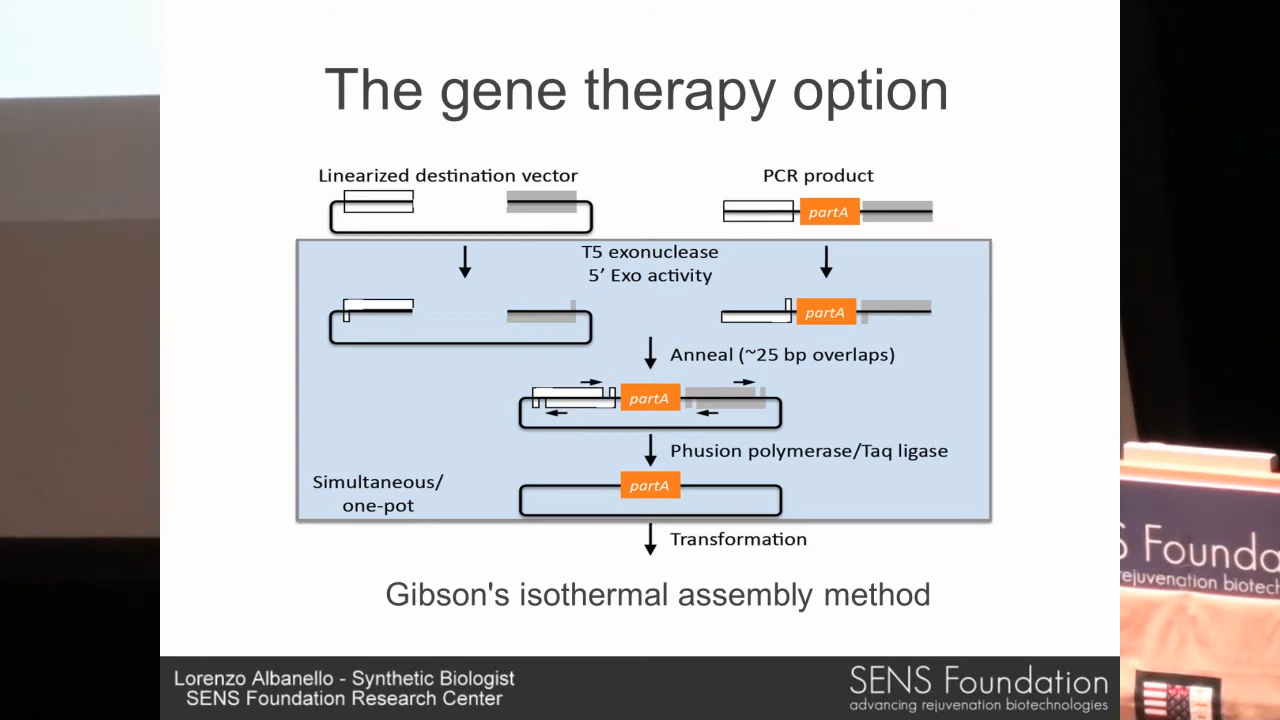 The gene therapy option
Linearized destination vector
PCR product
partA
T5 exonuclease
5’ Exo activity
partA
Anneal (~25 bp overlaps)
partA
Phusion polymerase/Taq ligase
Simultaneous/
one-pot
partA
Transformation
Gibson's isothermal assembly method
Lorenzo Albanello - Synthetic Biologist
SENS Foundation Research Center
SENS Foundation
advancing rejuvenation biotechnologies
S Founda
rejuvenation biotech